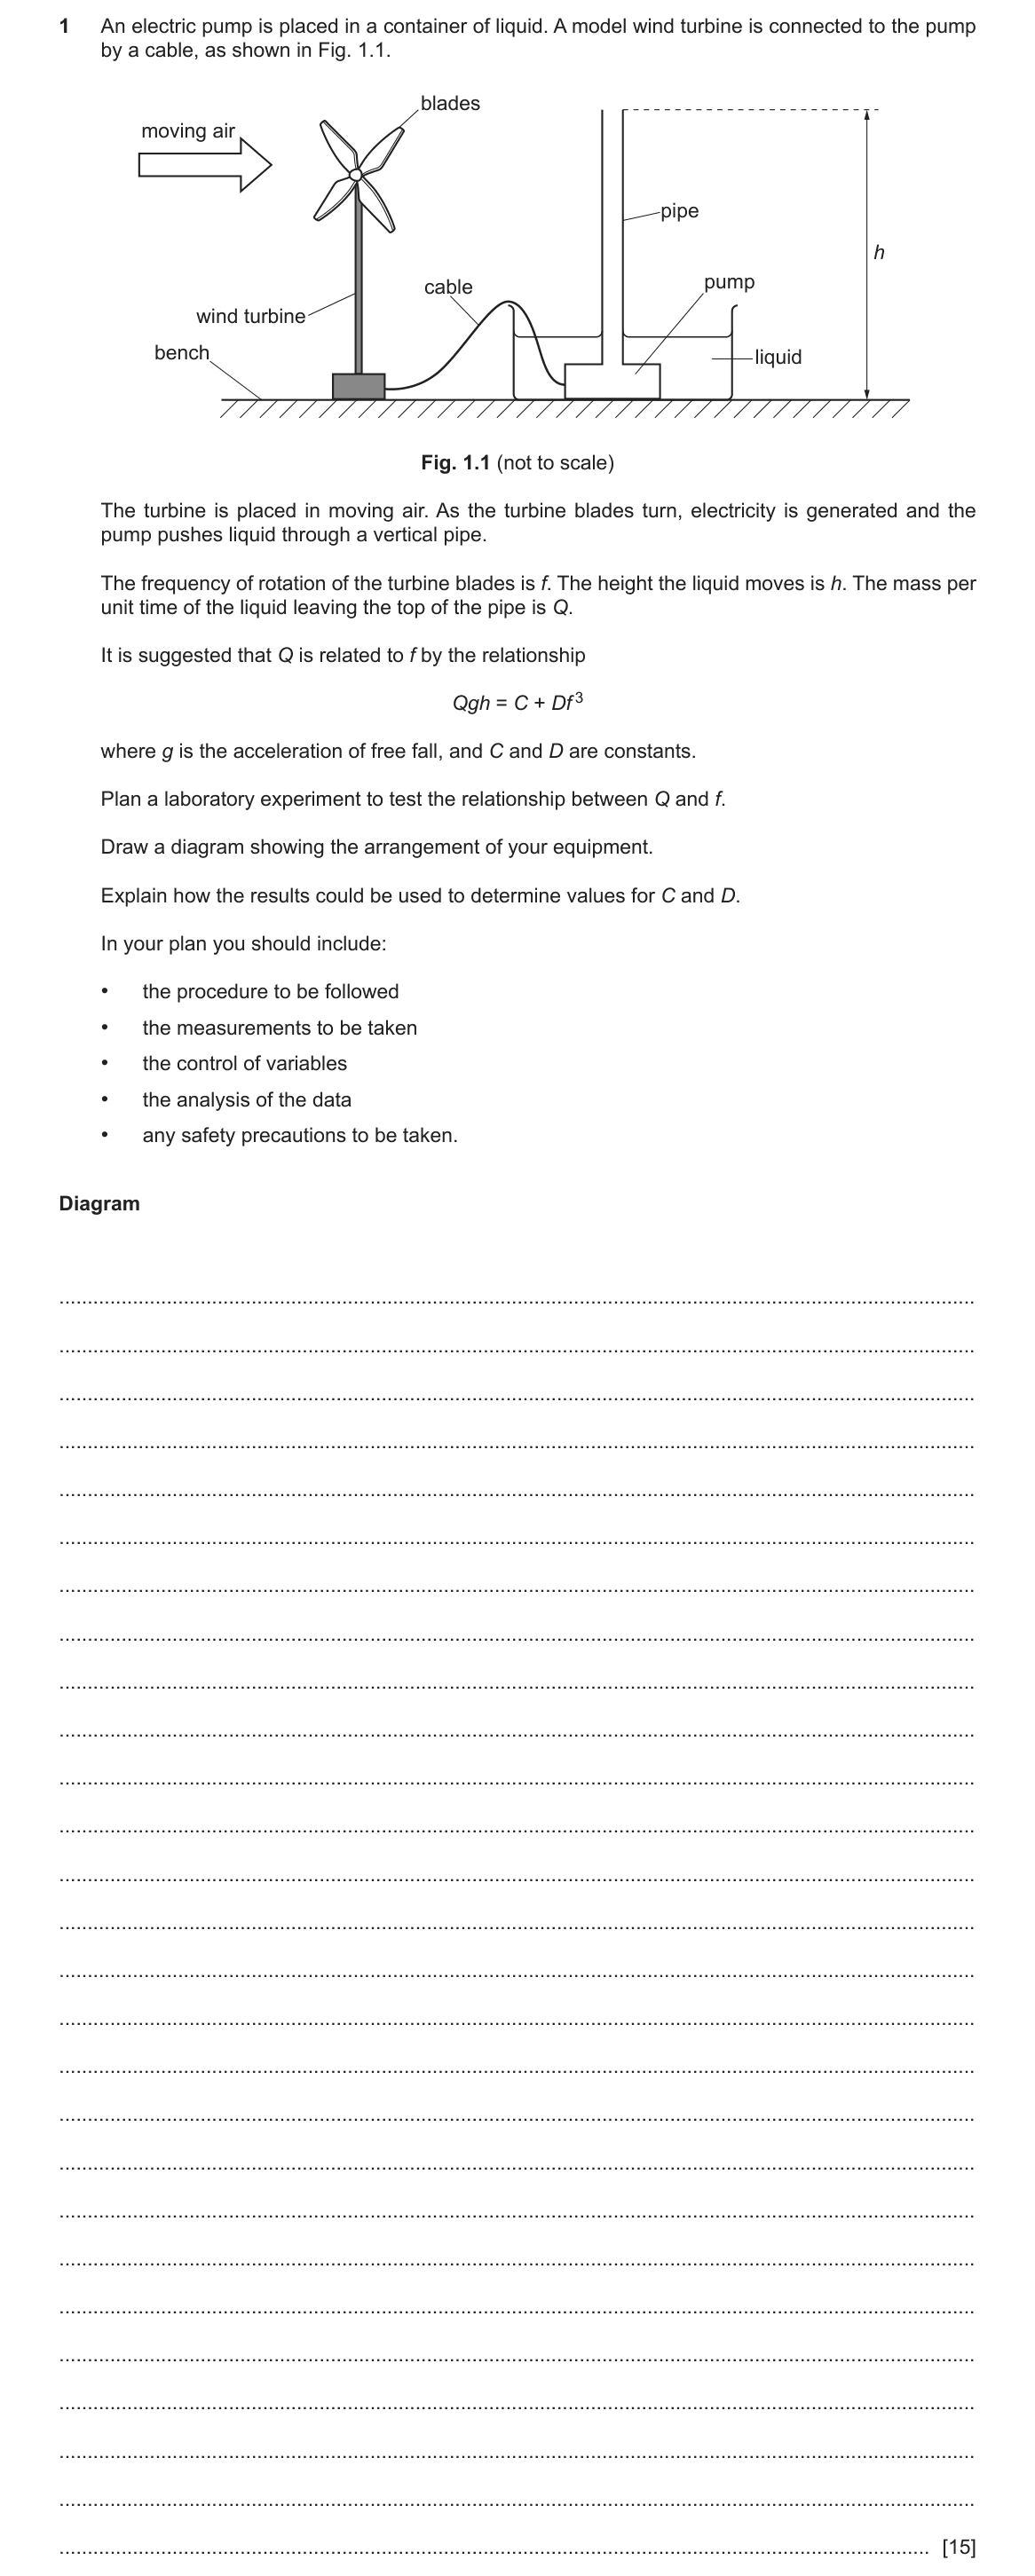 1 An electric pump is placed in a container of liquid. A model wind turbine is connected to the pump
by a cable, as shown in Fig. 1.1.
blades
moving air
pipe
h
pump
cable
wind turbine
bench
liquid
Fig. 1.1 (not to scale)
The turbine is placed in moving air. As the turbine blades turn, electricity is generated and the
pump pushes liquid through a vertical pipe.
The frequency of rotation of the turbine blades is f. The height the liquid moves is h. The mass per
unit time of the liquid leaving the top of the pipe is Q.
It is suggested that Q is related to f by the relationship
Qgh = C + Df³
where g is the acceleration of free fall, and C and D are constants.
Plan a laboratory experiment to test the relationship between Q and f.
Draw a diagram showing the arrangement of your equipment.
Explain how the results could be used to determine values for C and D.
In your plan you should include:
• the procedure to be followed
• the measurements to be taken
• the control of variables
• the analysis of the data
• any safety precautions to be taken.
Diagram
[15]